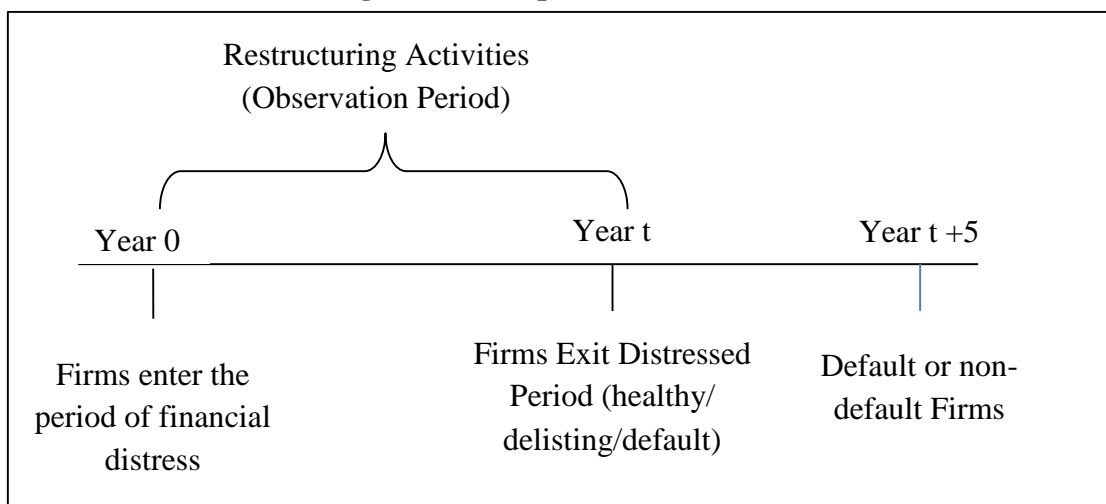 Restructuring Activities
(Observation Period)
Year 0
Year t
Year t +5
Firms enter the
period of financial
distress
Firms Exit Distressed
Period (healthy/
delisting/default)
Default or non-
default Firms